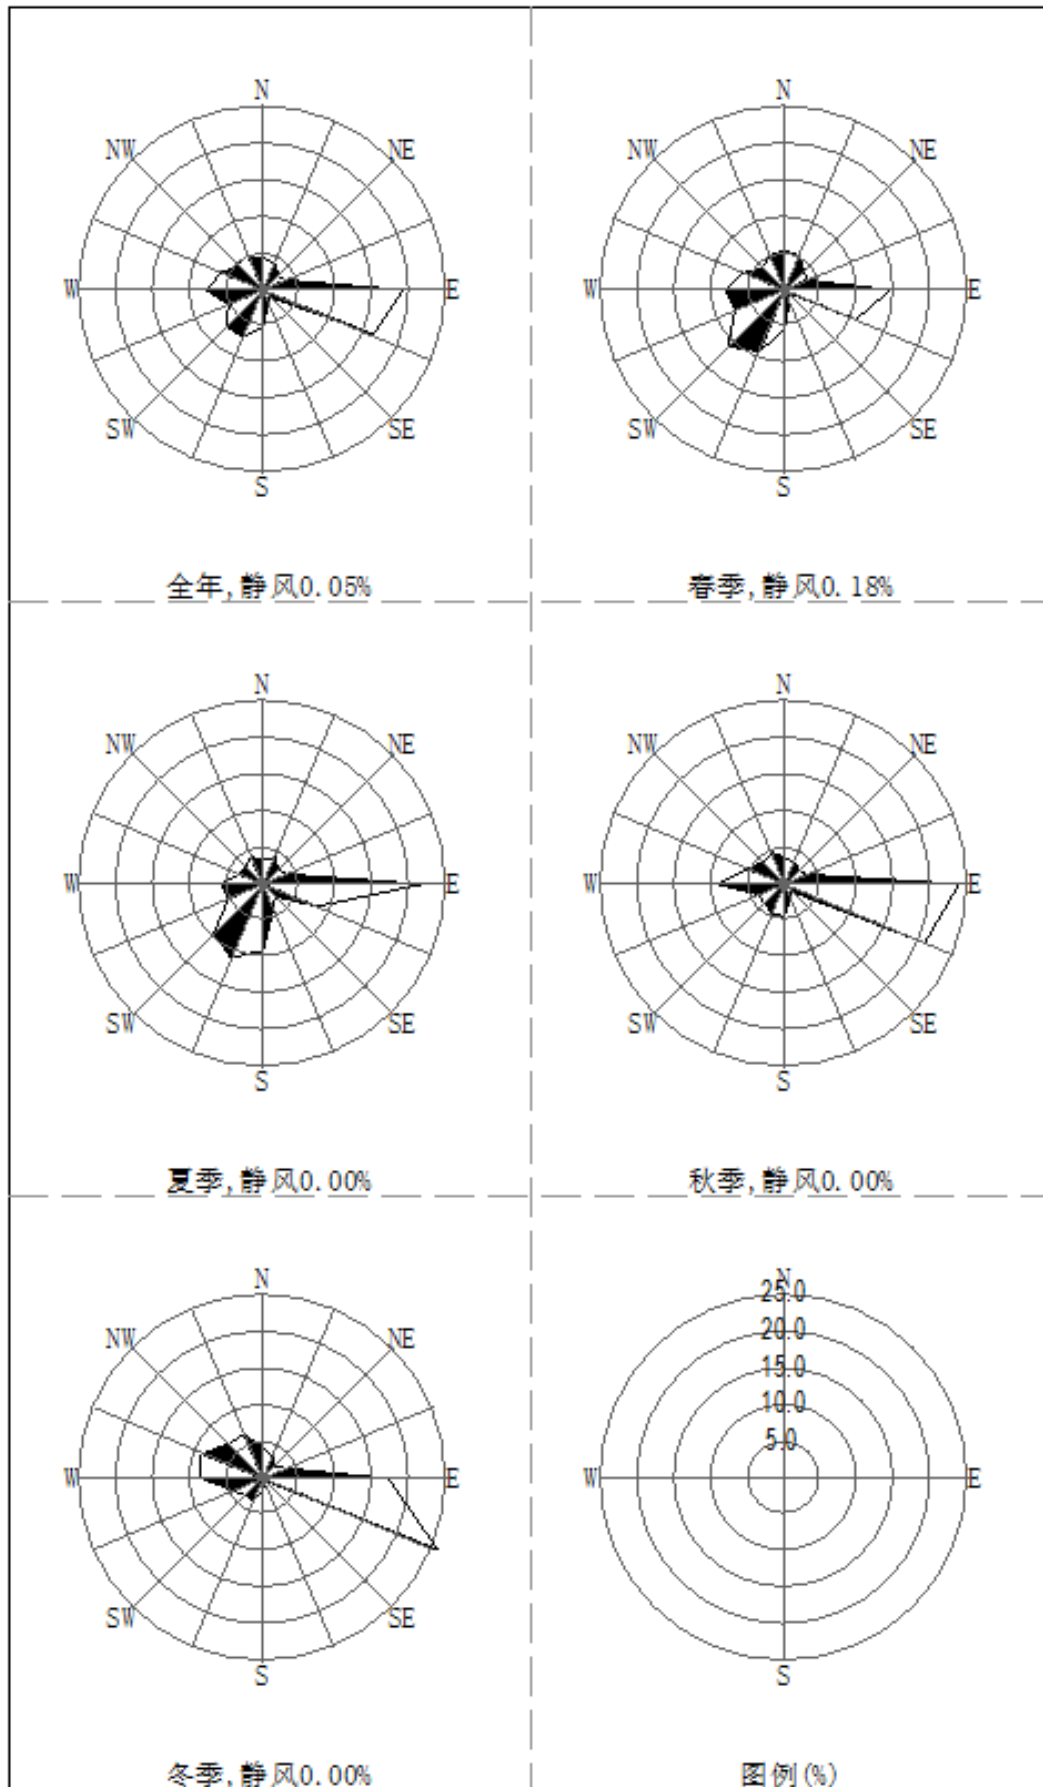 N N
NW NE NW NE
W E W E
SW SE SW SE
S S
全年,静风0.05% 春季,静风0.18%
N N
NW NE NW NE
W E W E
SW SE SW SE
S S
夏季,静风0.00% 秋季,静风0.00%
N N
25.0
NW NE 20.0
15.0
10.0
5.0
W E W E
SW SE
S S
冬季,静风0.00% 图例(%)